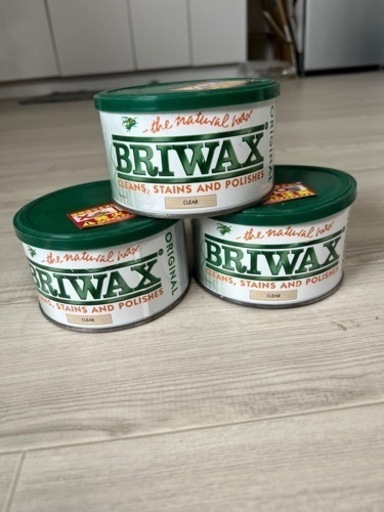 -the natural wax
BRIWAX®
ORIGINAL
CLEANS, STAINS AND POLISHES
CLEAR
-the natural wax
BRIWAX®
ORIGINAL
CLEANS, STAINS AND POLISHES
CLEAR
-the natural wax
BRIWAX
CLEANS, STAINS AND POLISHES
CLEAR